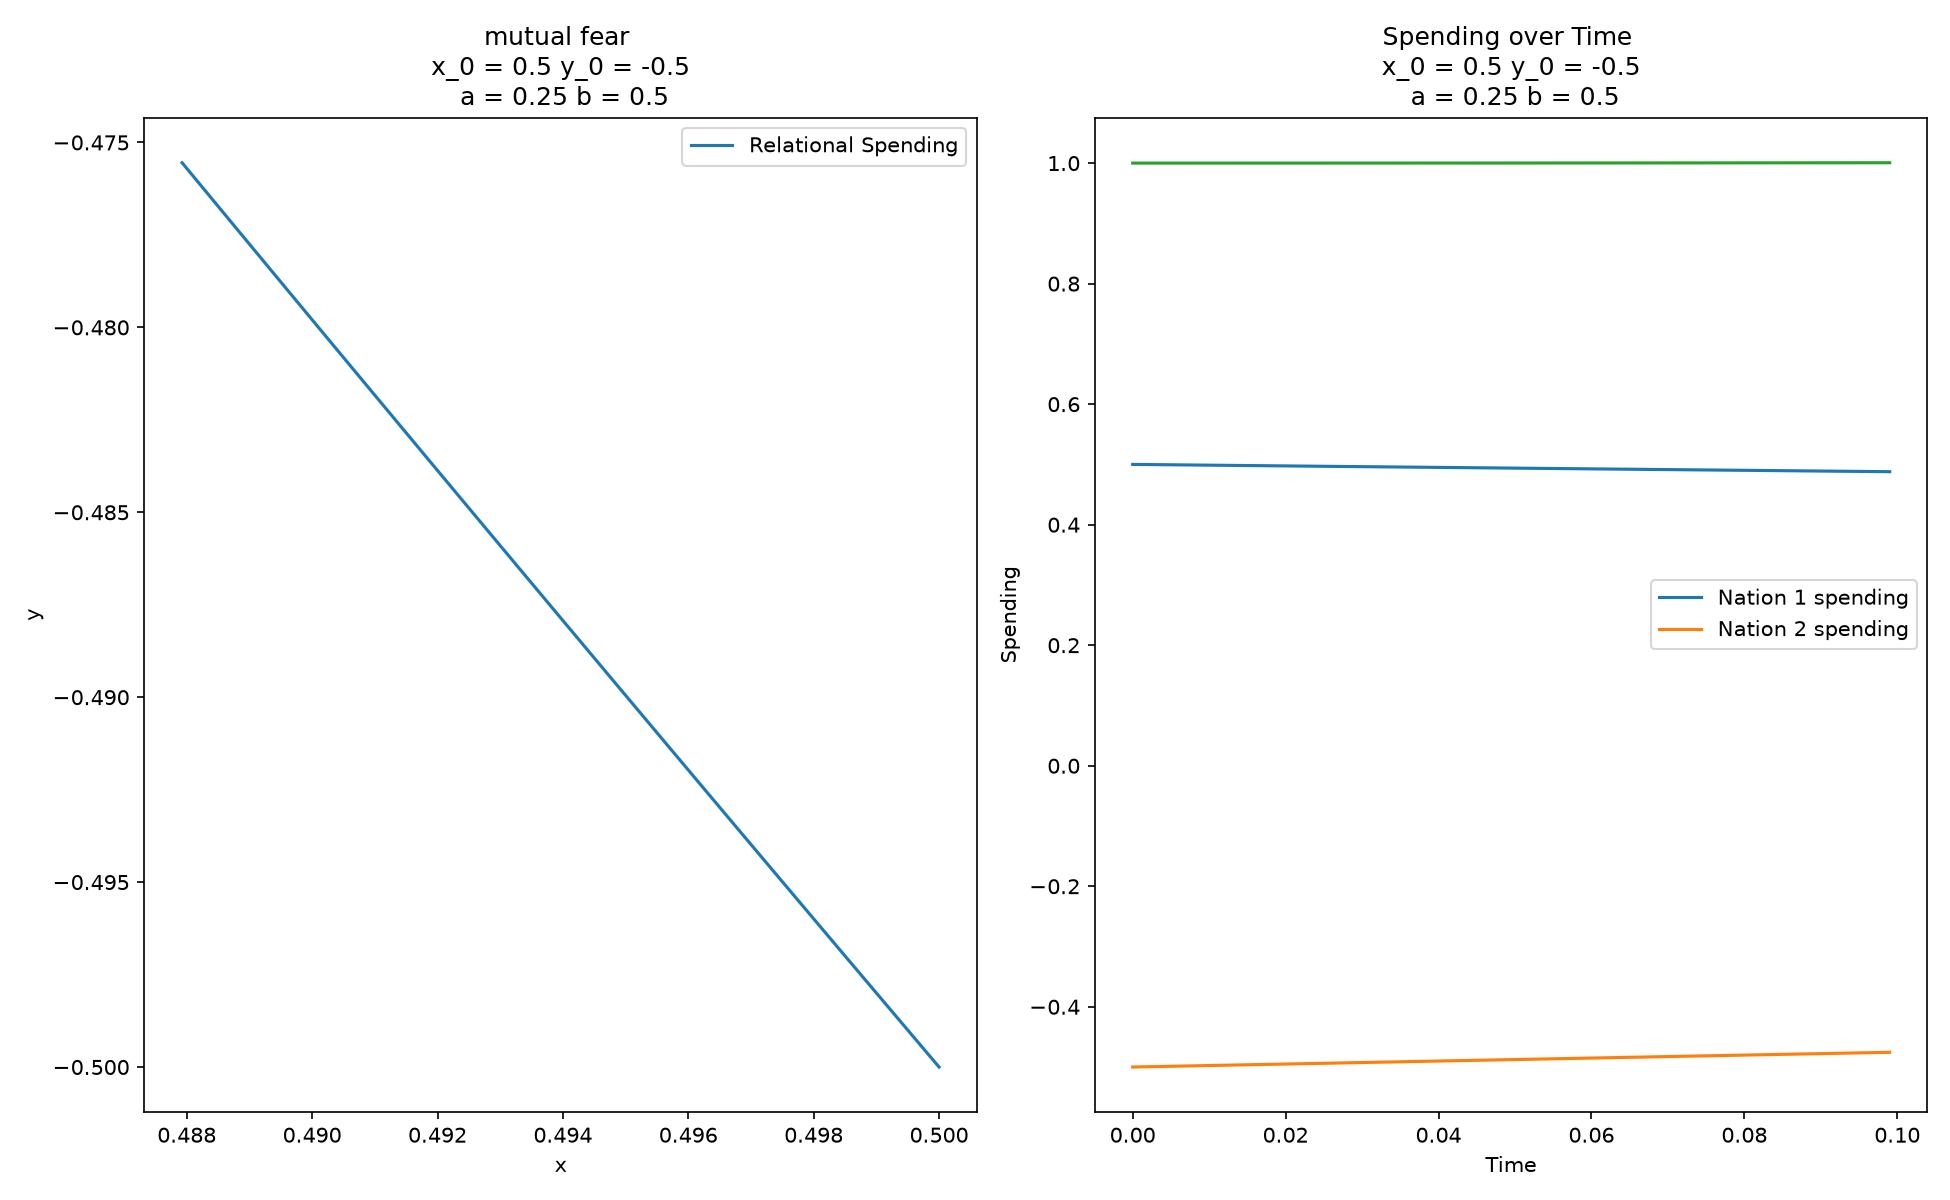 mutual fear
x_0 = 0.5 y_0 = -0.5
a = 0.25 b = 0.5
Relational Spending
−0.475
−0.480
−0.485
−0.490
−0.495
−0.500
y
0.488 0.490 0.492 0.494 0.496 0.498 0.500
x
Spending over Time
x_0 = 0.5 y_0 = -0.5
a = 0.25 b = 0.5
1.0
0.8
0.6
0.4
0.2
0.0
−0.2
−0.4
Spending
Nation 1 spending
Nation 2 spending
0.00 0.02 0.04 0.06 0.08 0.10
Time